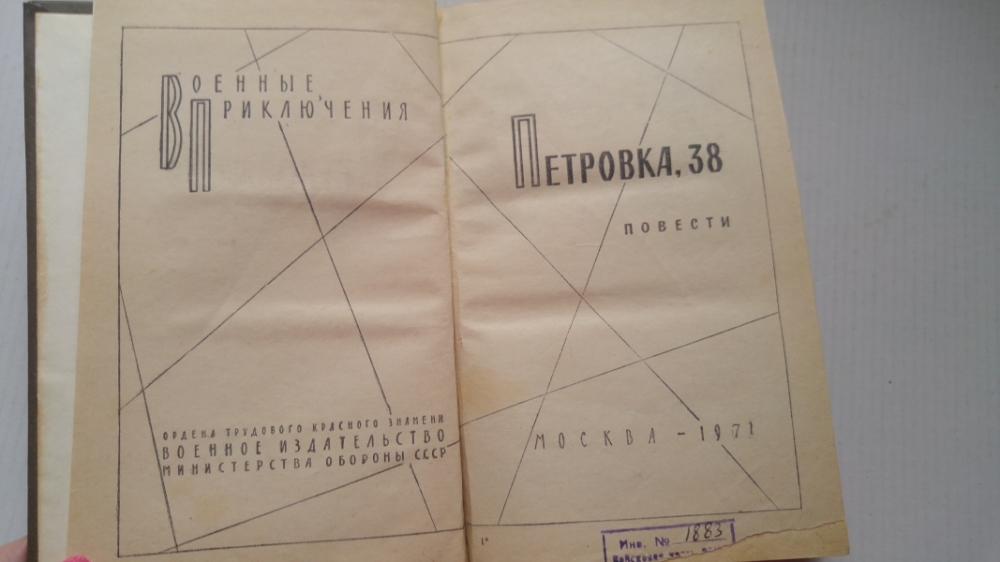 ВОЕННЫЕ
ПРИКЛЮЧЕНИЯ
ОРДЕНА ТРУДОВОГО КРАСНОГО ЗНАМЕНИ
ВОЕННОЕ ИЗДАТЕЛЬСТВО
МИНИСТЕРСТВА ОБОРОНЫ СССР
ПЕТРОВКА, 38
ПОВЕСТИ
МОСКВА – 1971
1*
Инв. № 1883